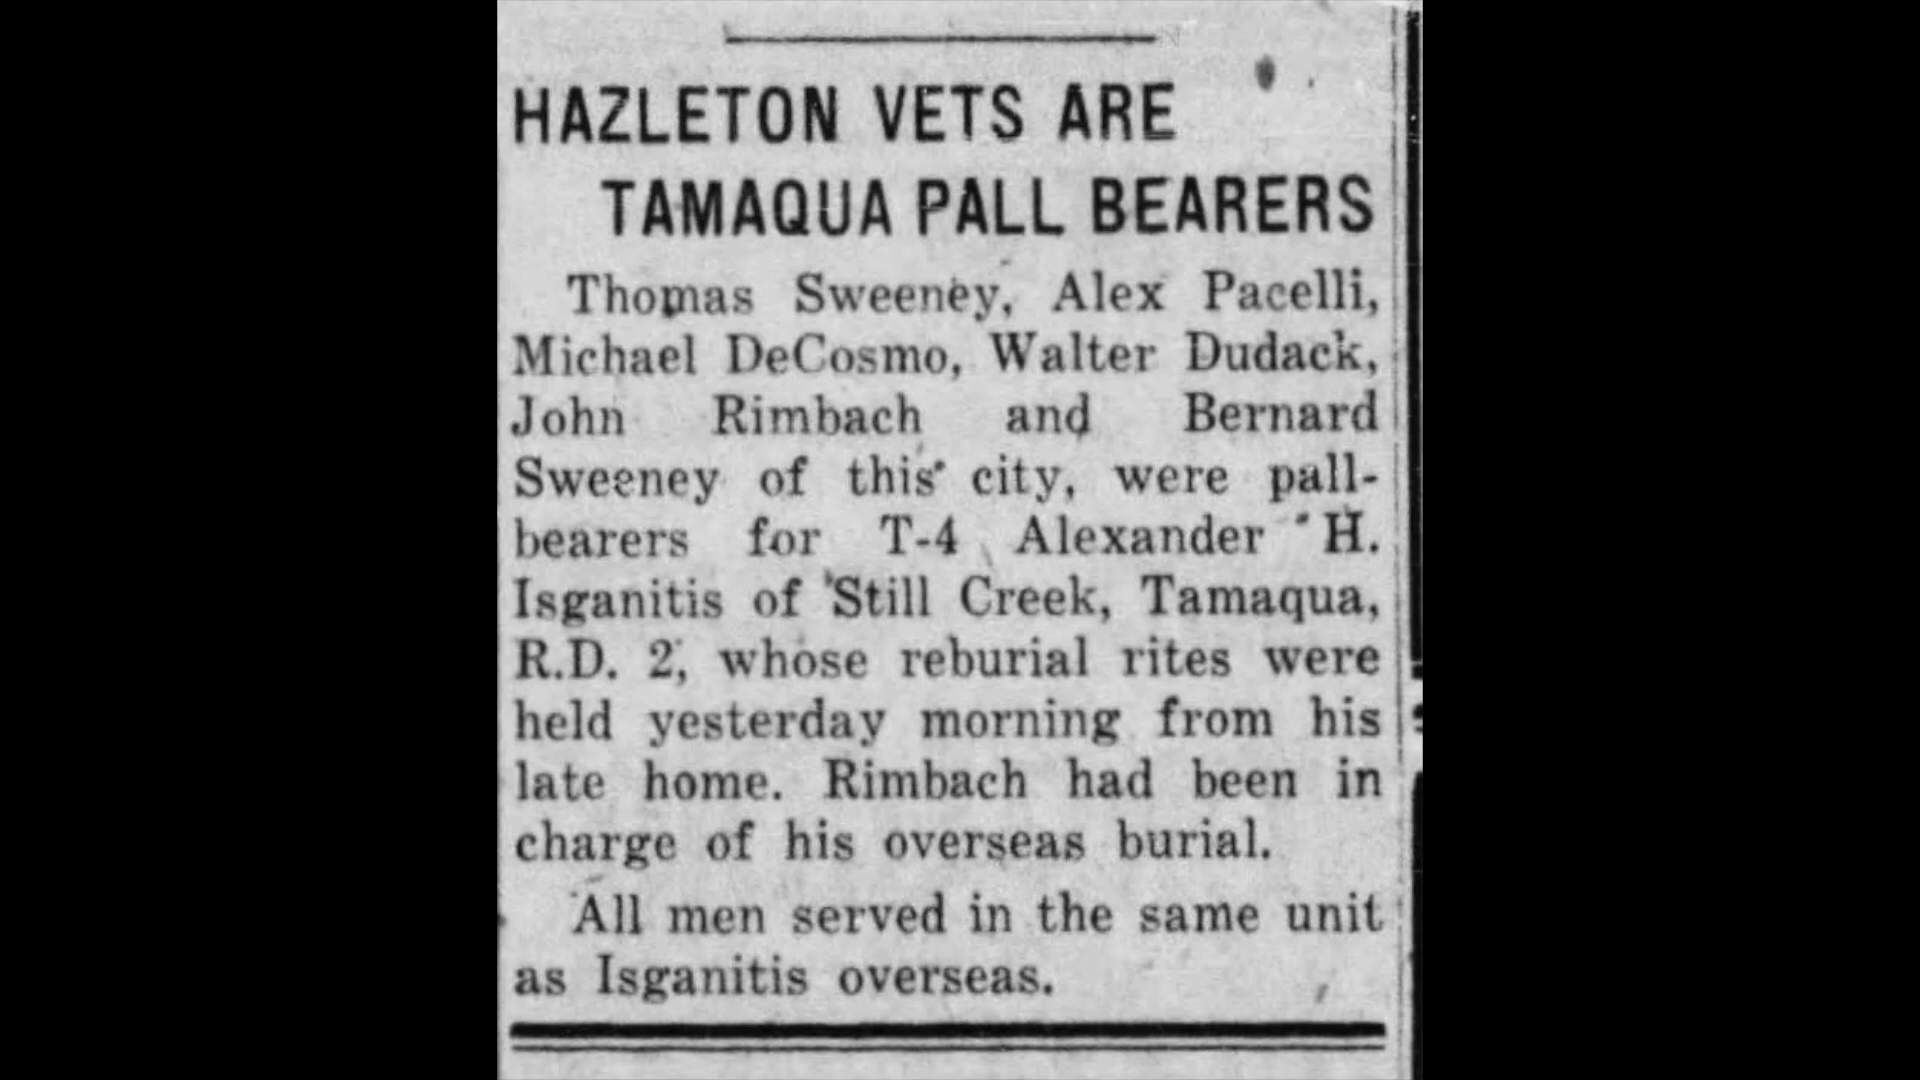 HAZLETON VETS ARE
TAMAQUA PALL BEARERS
Thomas Sweeney, Alex Pacelli,
Michael DeCosmo, Walter Dudack,
John Rimbach and Bernard
Sweeney of this city, were pall-
bearers for T-4 Alexander H.
Isganitis of Still Creek, Tamaqua,
R.D. 2, whose reburial rites were
held yesterday morning from his
late home. Rimbach had been in
charge of his overseas burial.
All men served in the same unit
as Isganitis overseas.